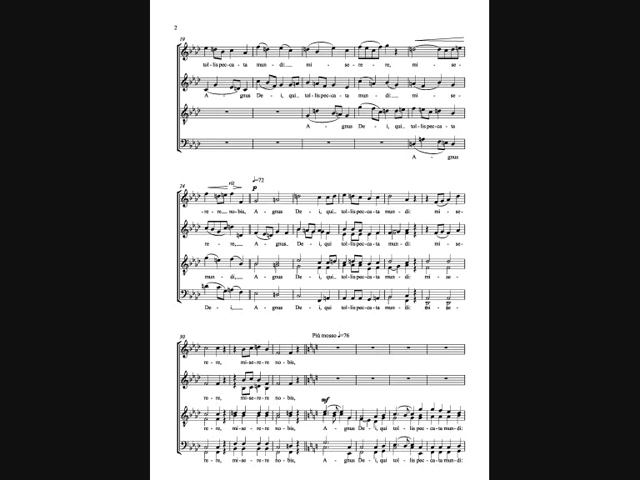 2
19
tol-lis pec-ca-ta mun-di: mi-se-re - re, mi - se-
A - gnus De - i, qui tol-lis pec-ca-ta mun-di: mi - se-
A - gnus De - i, qui tol-lis pec-ca-ta
A - gnus
24 rit. p ♩=72
re-re no-bis, A - gnus De - i, qui tol-lis pec-ca-ta mun-di: mi-se-
re - re, A - gnus De - i, qui tol-lis pec-ca-ta mun-di: mi-se-
mun-di, A - gnus De - i, qui tol-lis pec-ca-ta mun-di: mi-se-
De - i, A - gnus De - i, qui tol-lis pec-ca-ta mun-di: mi-se-
30 Più mosso ♩=76
re-re, mi-se-re-re no-bis,
re-re, mi-se-re-re no-bis,
mf
re-re, mi-se-re-re no-bis, A - gnus De-i, qui tol-lis pec-ca-ta mun-di:
re-re, mi-se-re-re no-bis, A - gnus De-i, qui tol-lis pec-ca-ta mun-di: